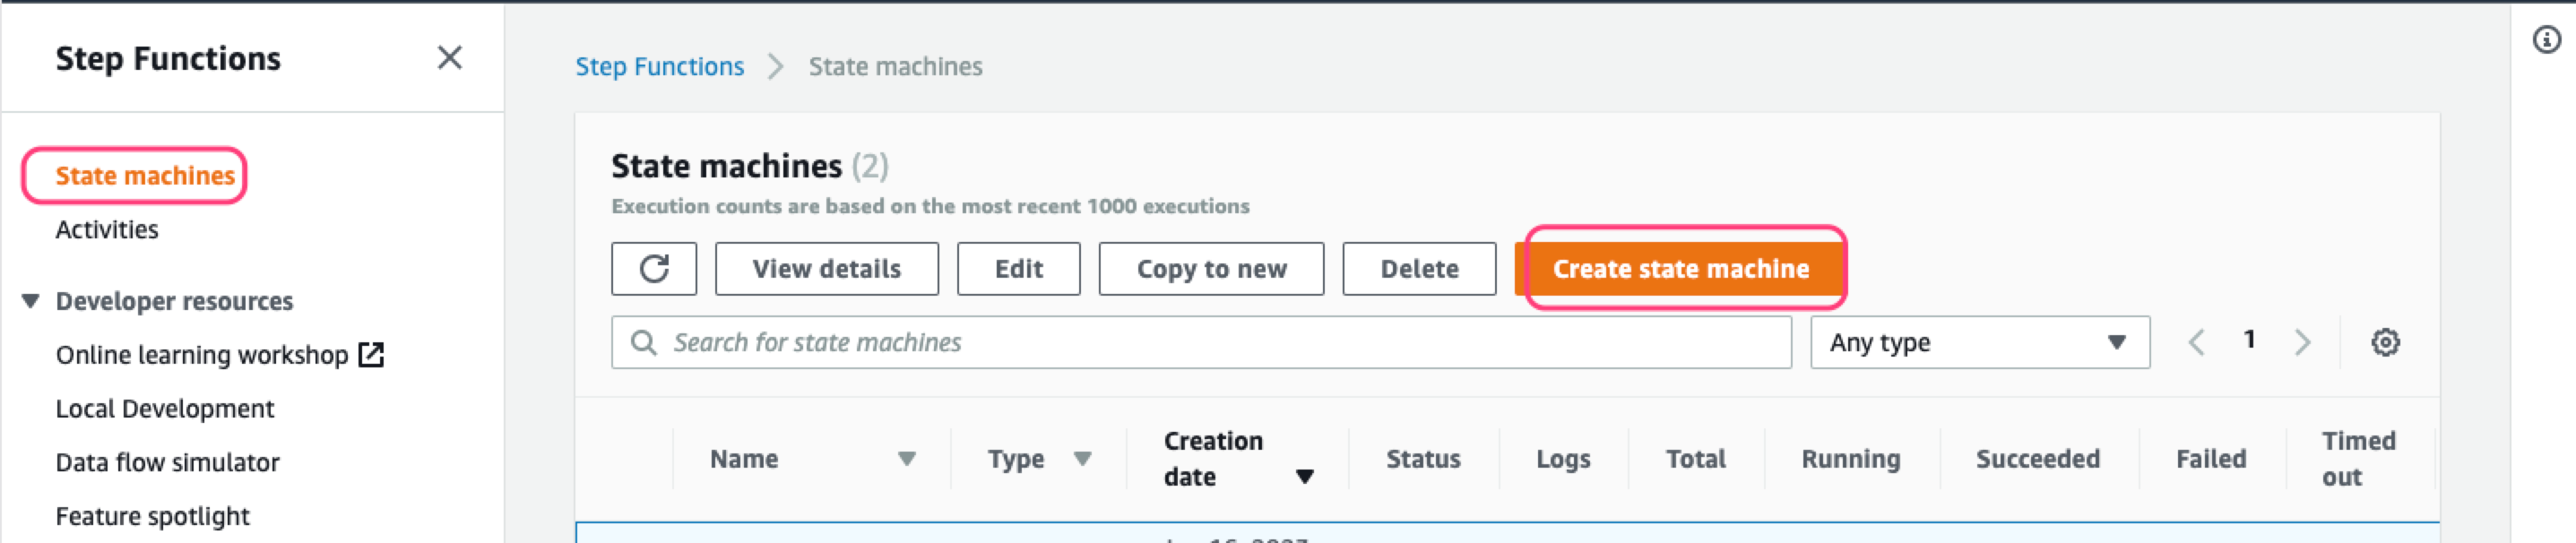 Step Functions
State machines
Activities
Developer resources
Online learning workshop
Local Development
Data flow simulator
Feature spotlight
Step Functions > State machines
State machines (2)
Execution counts are based on the most recent 1000 executions
View details Edit Copy to new Delete Create state machine
Search for state machines Any type 1
Name Type Creation date Status Logs Total Running Succeeded Failed Timed out